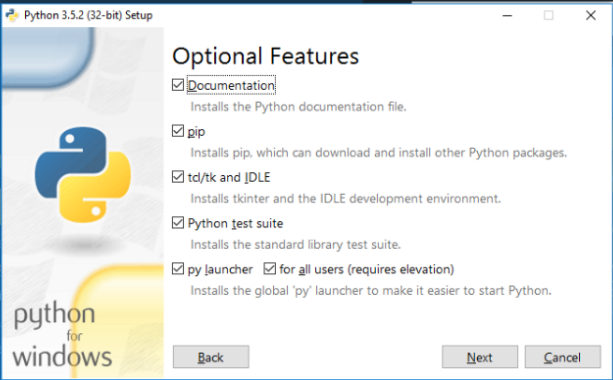 Python 3.5.2 (32-bit) Setup
Optional Features
Documentation
Installs the Python documentation file.
pip
Installs pip, which can download and install other Python packages.
tcl/tk and IDLE
Installs tkinter and the IDLE development environment.
Python test suite
Installs the standard library test suite.
py launcher for all users (requires elevation)
Installs the global 'py' launcher to make it easier to start Python.
python
for
windows
Back Next Cancel